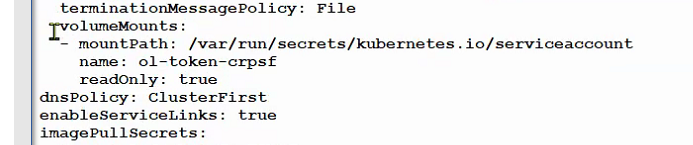 terminationMessagePolicy: File
volumeMounts:
- mountPath: /var/run/secrets/kubernetes.io/serviceaccount
name: ol-token-crpsf
readOnly: true
dnsPolicy: ClusterFirst
enableServiceLinks: true
imagePullSecrets: